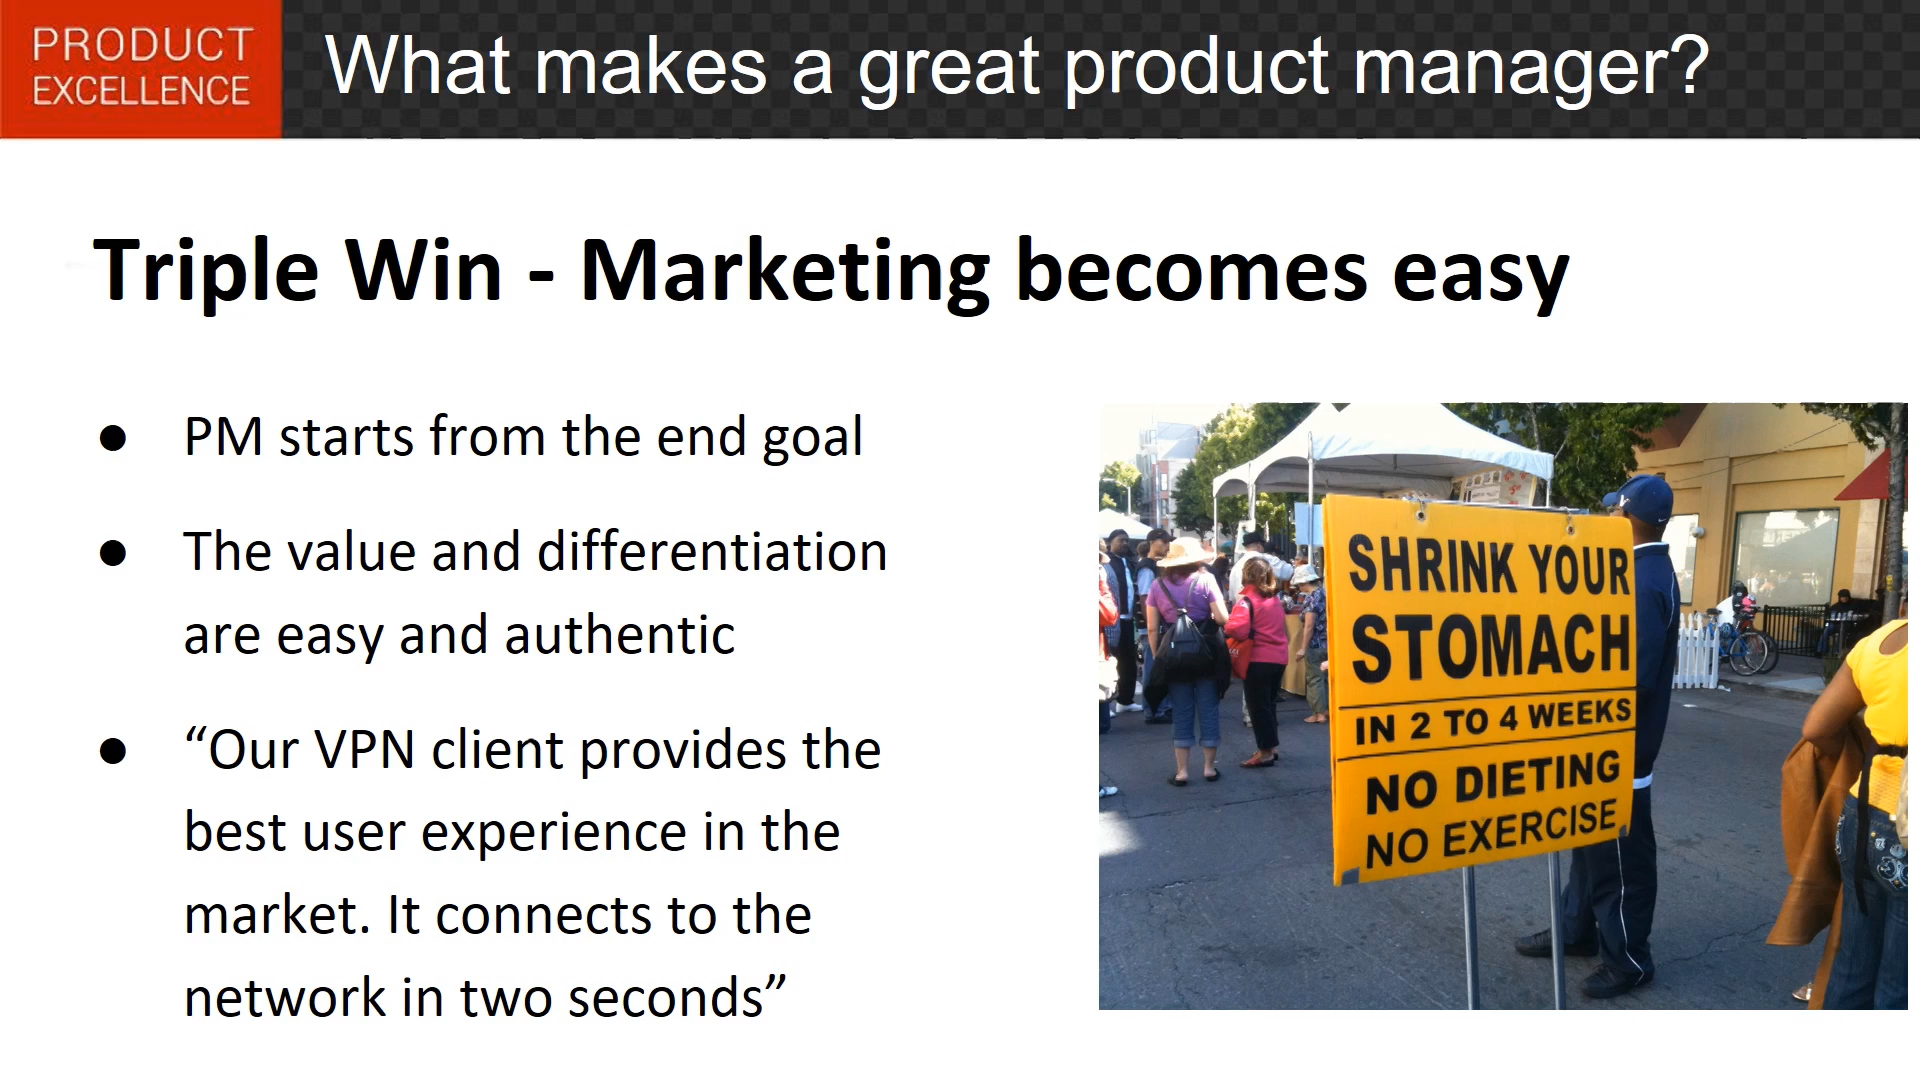 PRODUCT
EXCELLENCE
What makes a great product manager?
Triple Win - Marketing becomes easy
● PM starts from the end goal
● The value and differentiation
are easy and authentic
● “Our VPN client provides the
best user experience in the
market. It connects to the
network in two seconds”
SHRINK YOUR
STOMACH
IN 2 TO 4 WEEKS
NO DIETING
NO EXERCISE